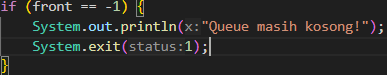 if (front == -1) {
System.out.println(x:"Queue masih kosong!");
System.exit(status:1);
}